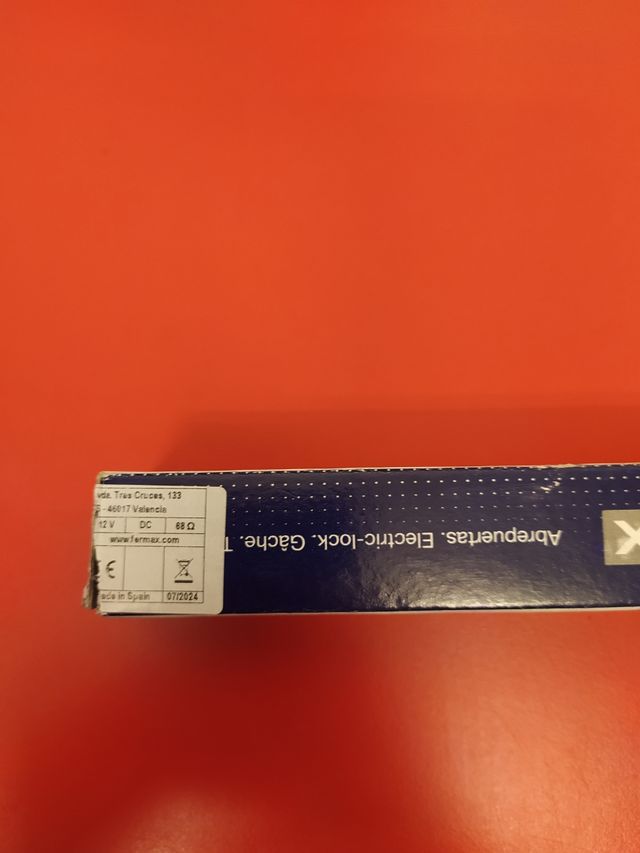 vda. Tres Cruces, 133
- 46017 Valencia
12 V DC 68 Ω
www.fermax.com
CE
ade in Spain 07/2024
Abrepuertas. Electric-lock. Gâche. T
X